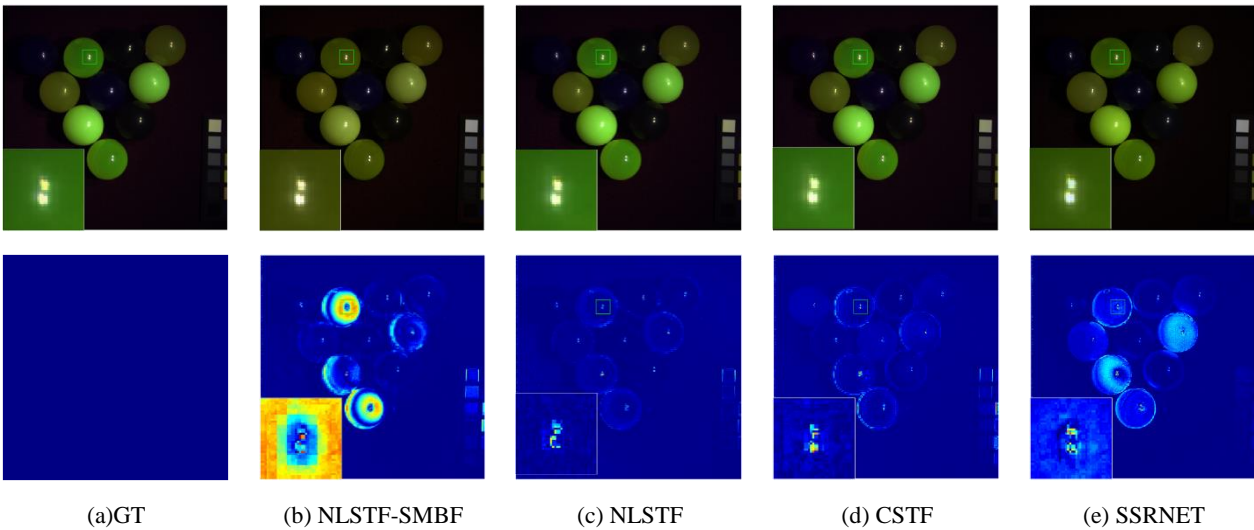 (a)GT
(b) NLSTF-SMBF
(c) NLSTF
(d) CSTF
(e) SSRNET